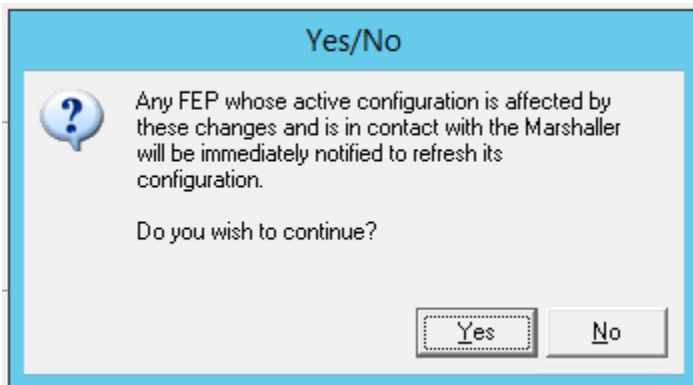 Yes/No
Any FEP whose active configuration is affected by
these changes and is in contact with the Marshaller
will be immediately notified to refresh its
configuration.
Do you wish to continue?
Yes
No